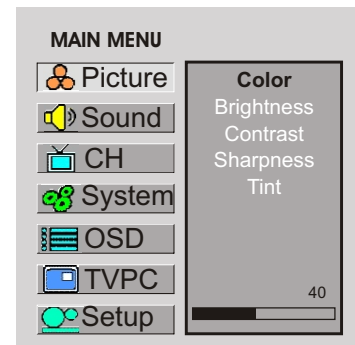 MAIN MENU
Picture
Sound
CH
System
OSD
TVPC
Setup
Color
Brightness
Contrast
Sharpness
Tint
40